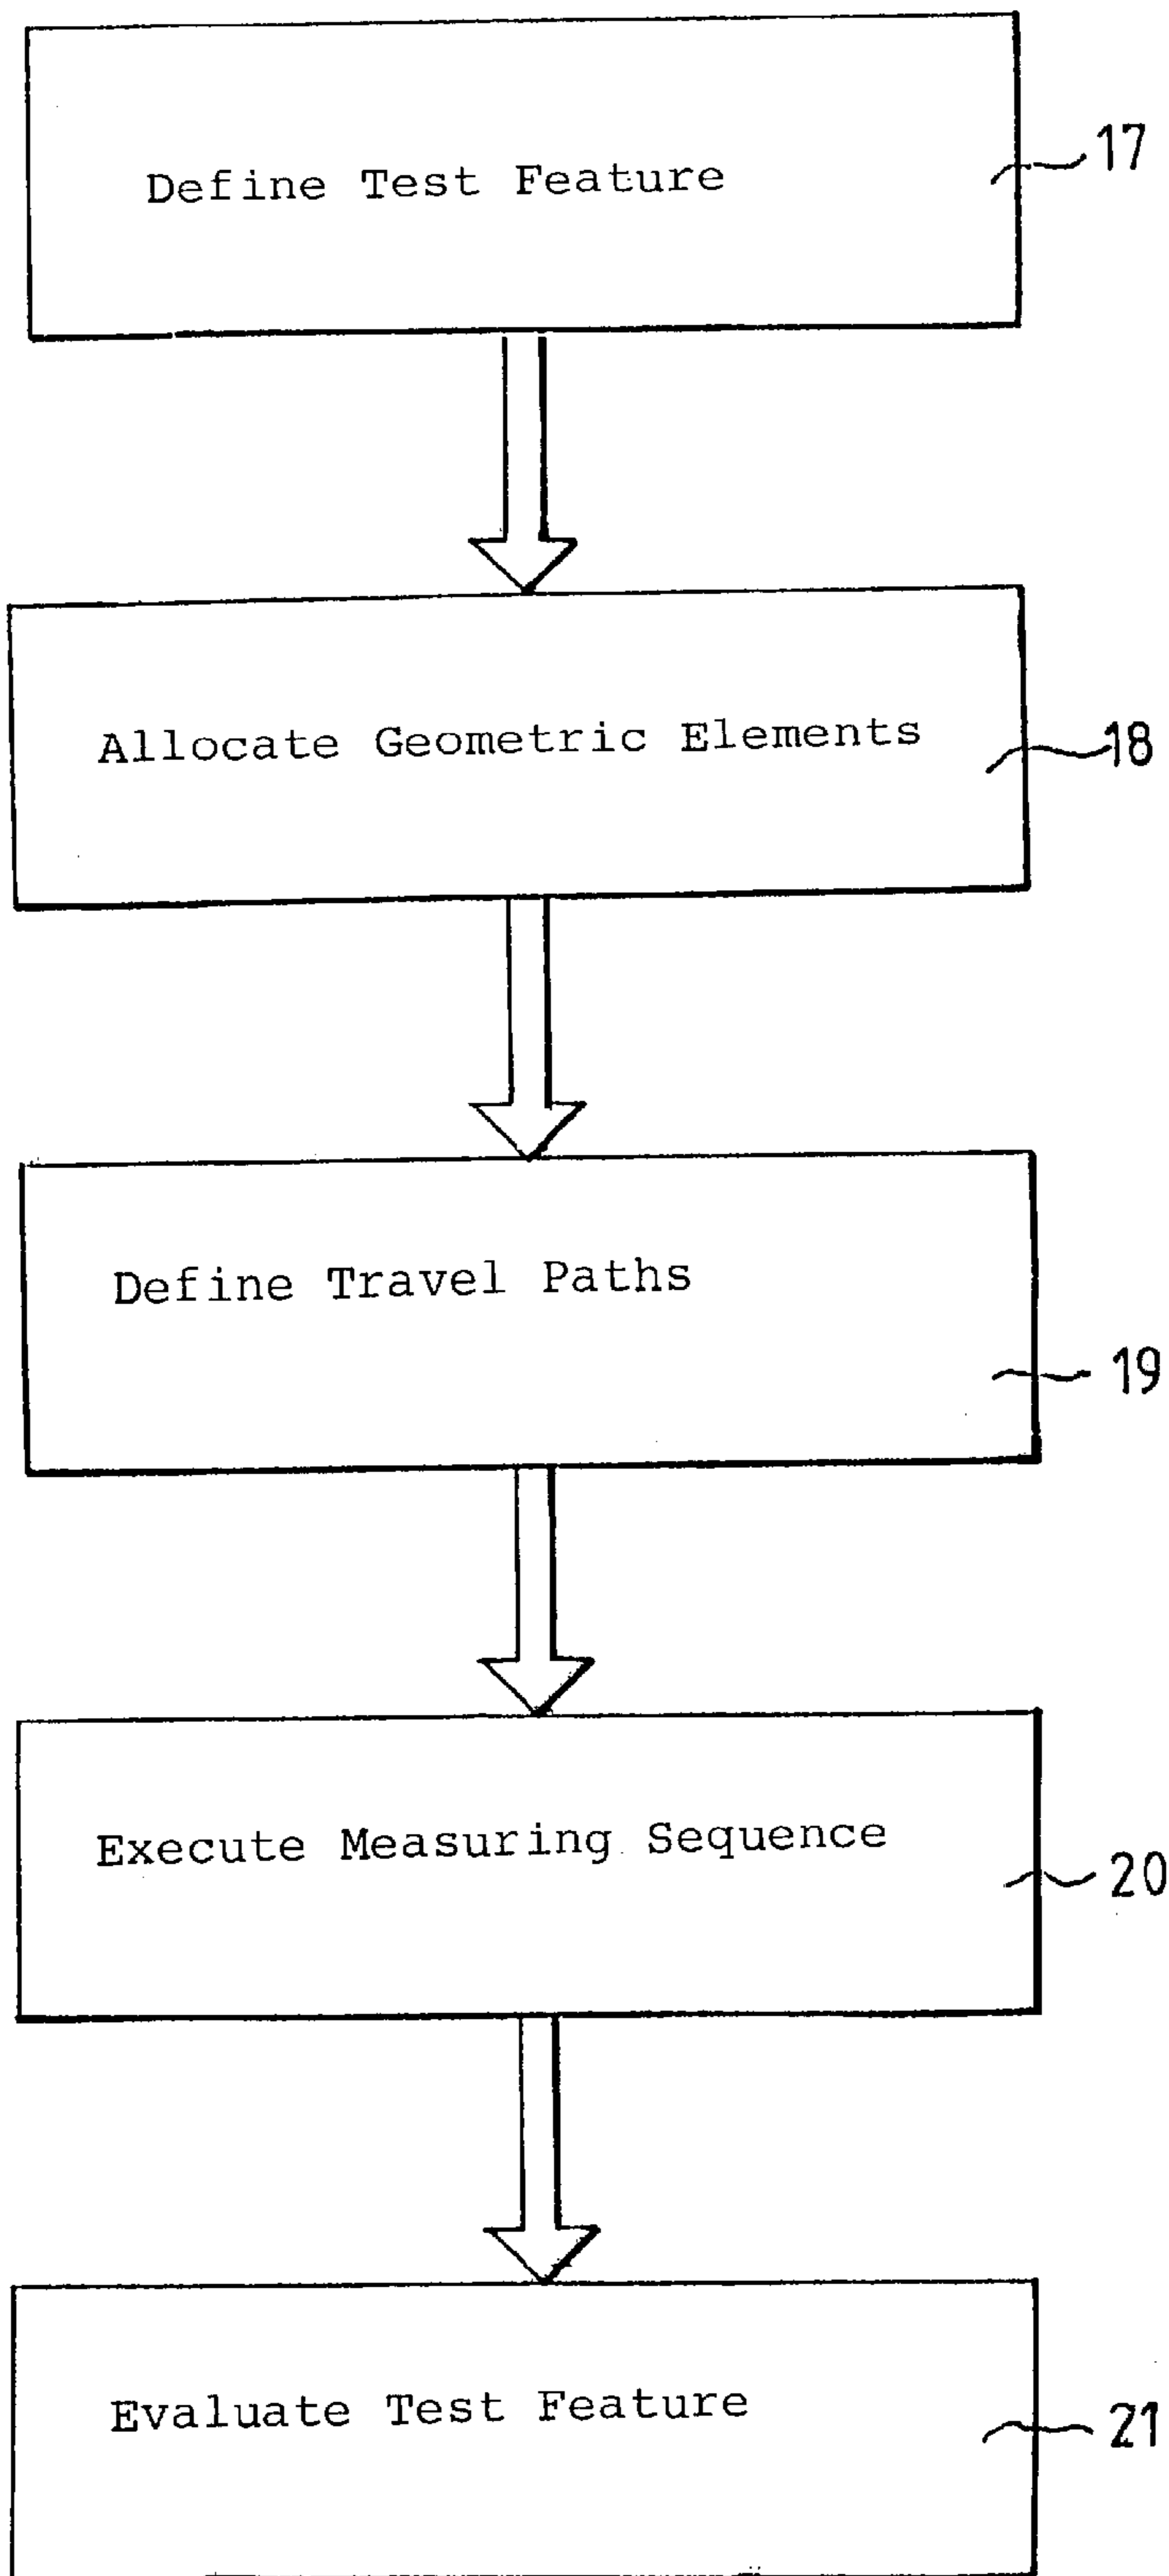 Define Test Feature
17
Allocate Geometric Elements
18
Define Travel Paths
19
Execute Measuring Sequence
20
Evaluate Test Feature
21